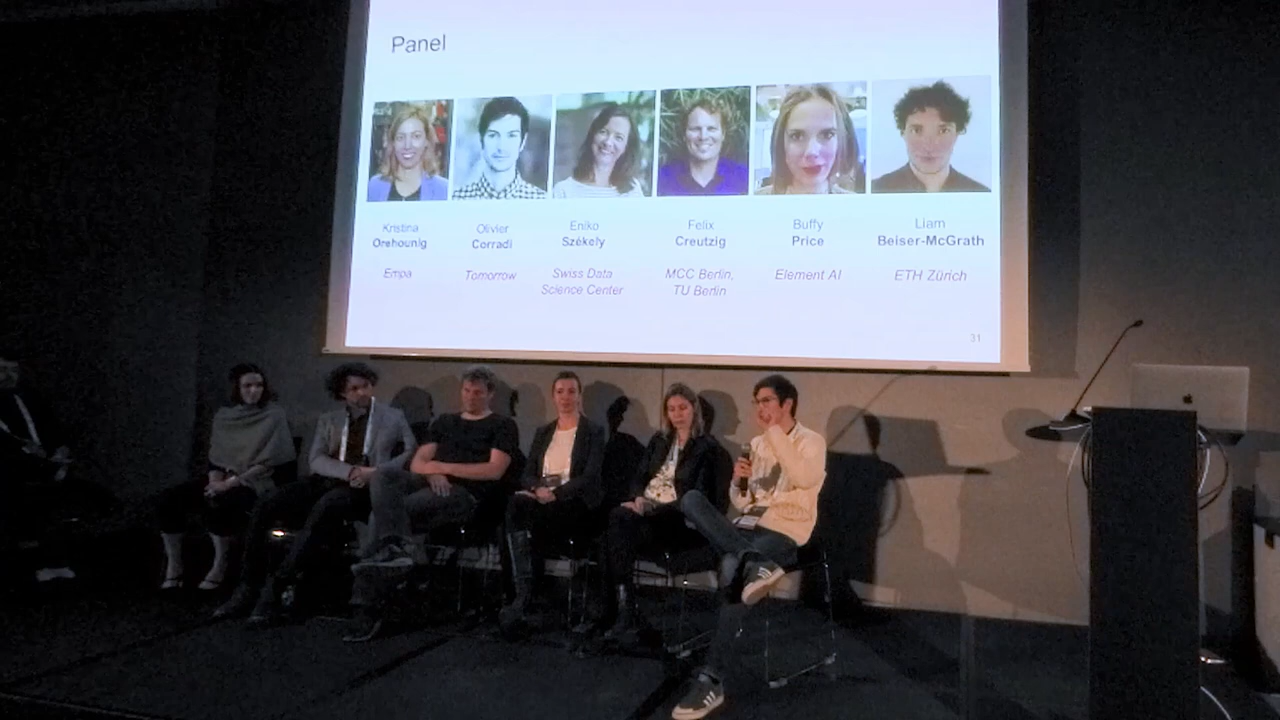 Panel
Kristina
Orehounig
Empa
Olivier
Corradi
Tomorrow
Eniko
Székely
Swiss Data
Science Center
Felix
Creutzig
MCC Berlin,
TU Berlin
Buffy
Price
Element AI
Liam
Beiser-McGrath
ETH Zürich
31